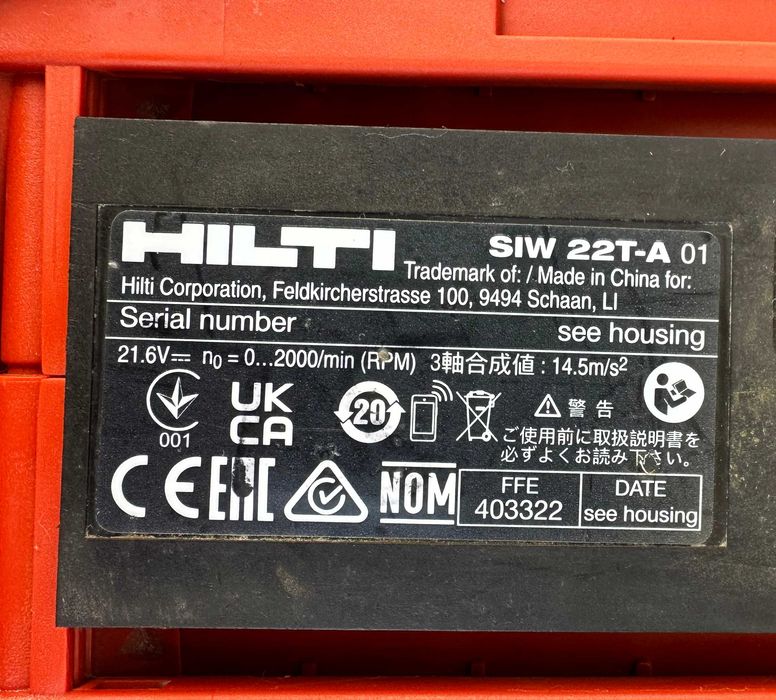 HILTI
SIW 22T-A 01
Trademark of: / Made in China for:
Hilti Corporation, Feldkircherstrasse 100, 9494 Schaan, LI
Serial number see housing
21.6V⎓ n₀ = 0...2000/min (RPM) 3軸合成値 : 14.5m/s²
001
UK
CA
20
警告
ご使用前に取扱説明書を
必ずよくお読み下さい。
CE EAC
NOM
FFE
403322
DATE
see housing